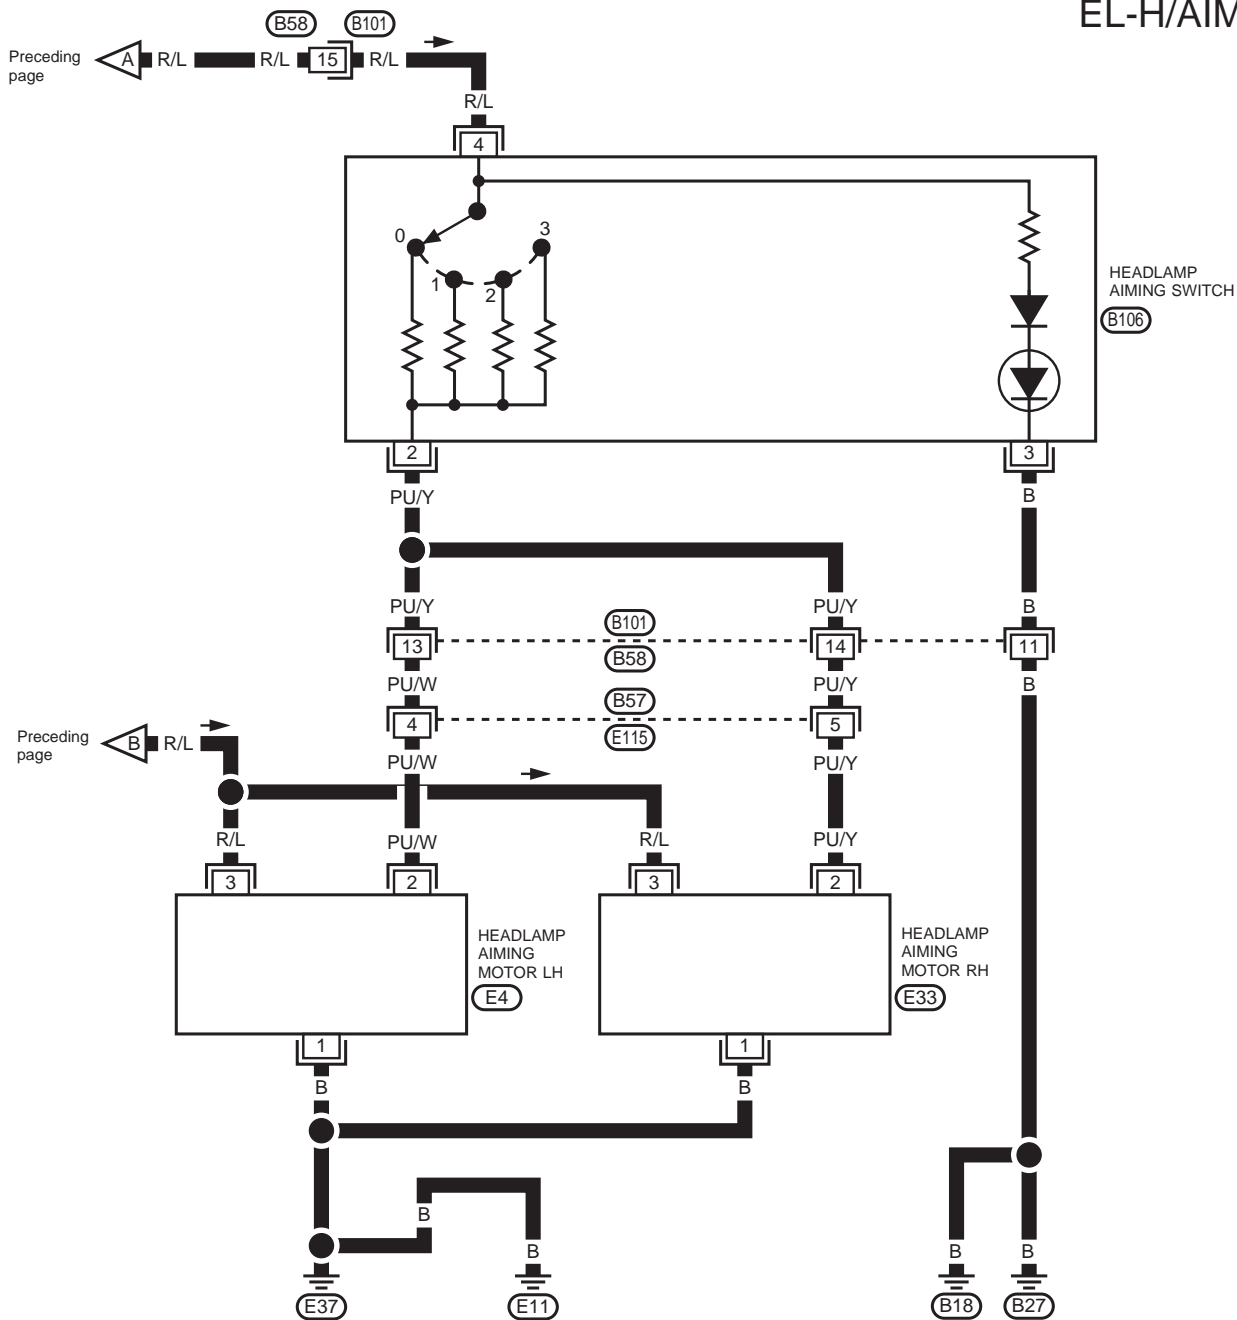 EL-H/AIM
B58 B101
Preceding
page
A R/L R/L 15 R/L
R/L
4
0 3
1 2
HEADLAMP
AIMING SWITCH
B106
2 3
PU/Y B
PU/Y PU/Y B
B101
13 14 11
B58
PU/W PU/Y B
B57
4 5
E115
Preceding
page
B R/L
PU/W PU/Y
R/L PU/W R/L PU/Y
3 2 3 2
HEADLAMP
AIMING
MOTOR LH
E4
HEADLAMP
AIMING
MOTOR RH
E33
1 1
B B
B
B B B
E37 E11 B18 B27